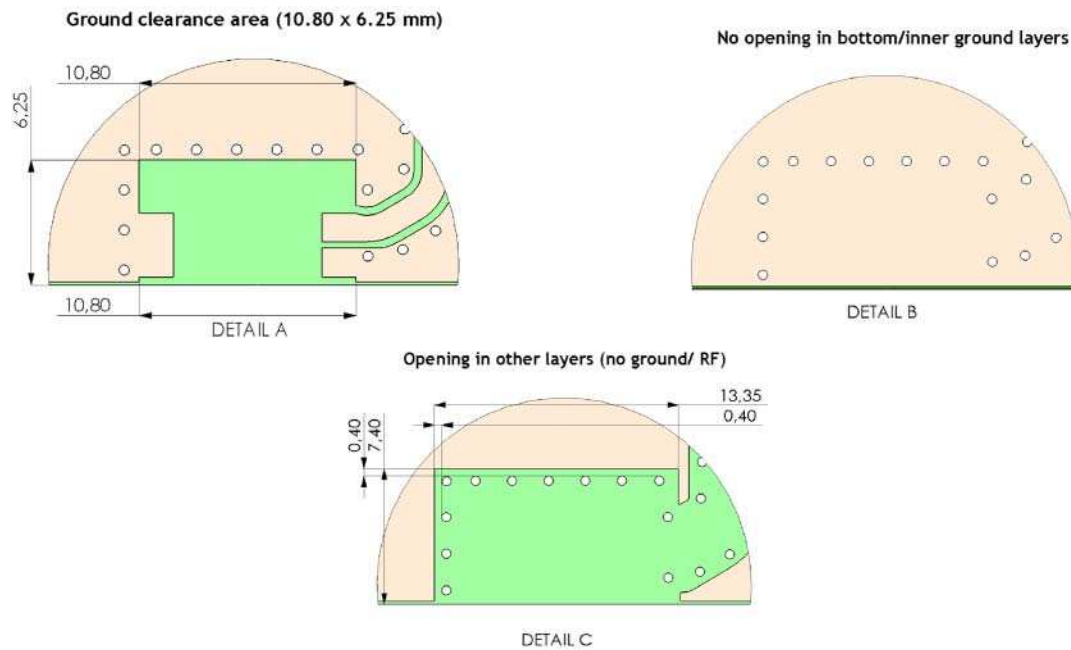 Ground clearance area (10.80 x 6.25 mm)
10,80
6,25
10,80
DETAIL A
No opening in bottom/inner ground layers
DETAIL B
Opening in other layers (no ground/ RF)
13,35
0,40
0,40
7,40
DETAIL C